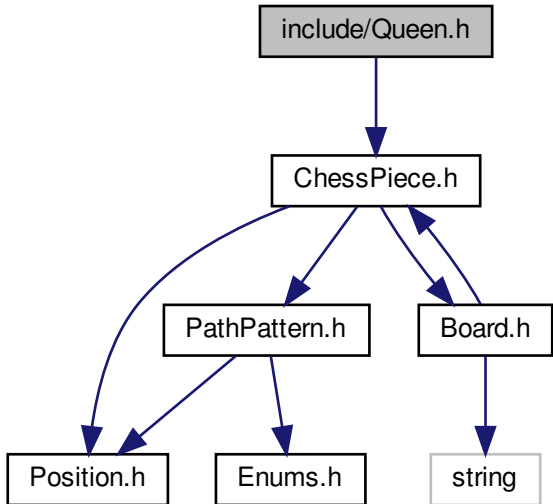 include/Queen.h
ChessPiece.h
PathPattern.h
Board.h
Position.h
Enums.h
string